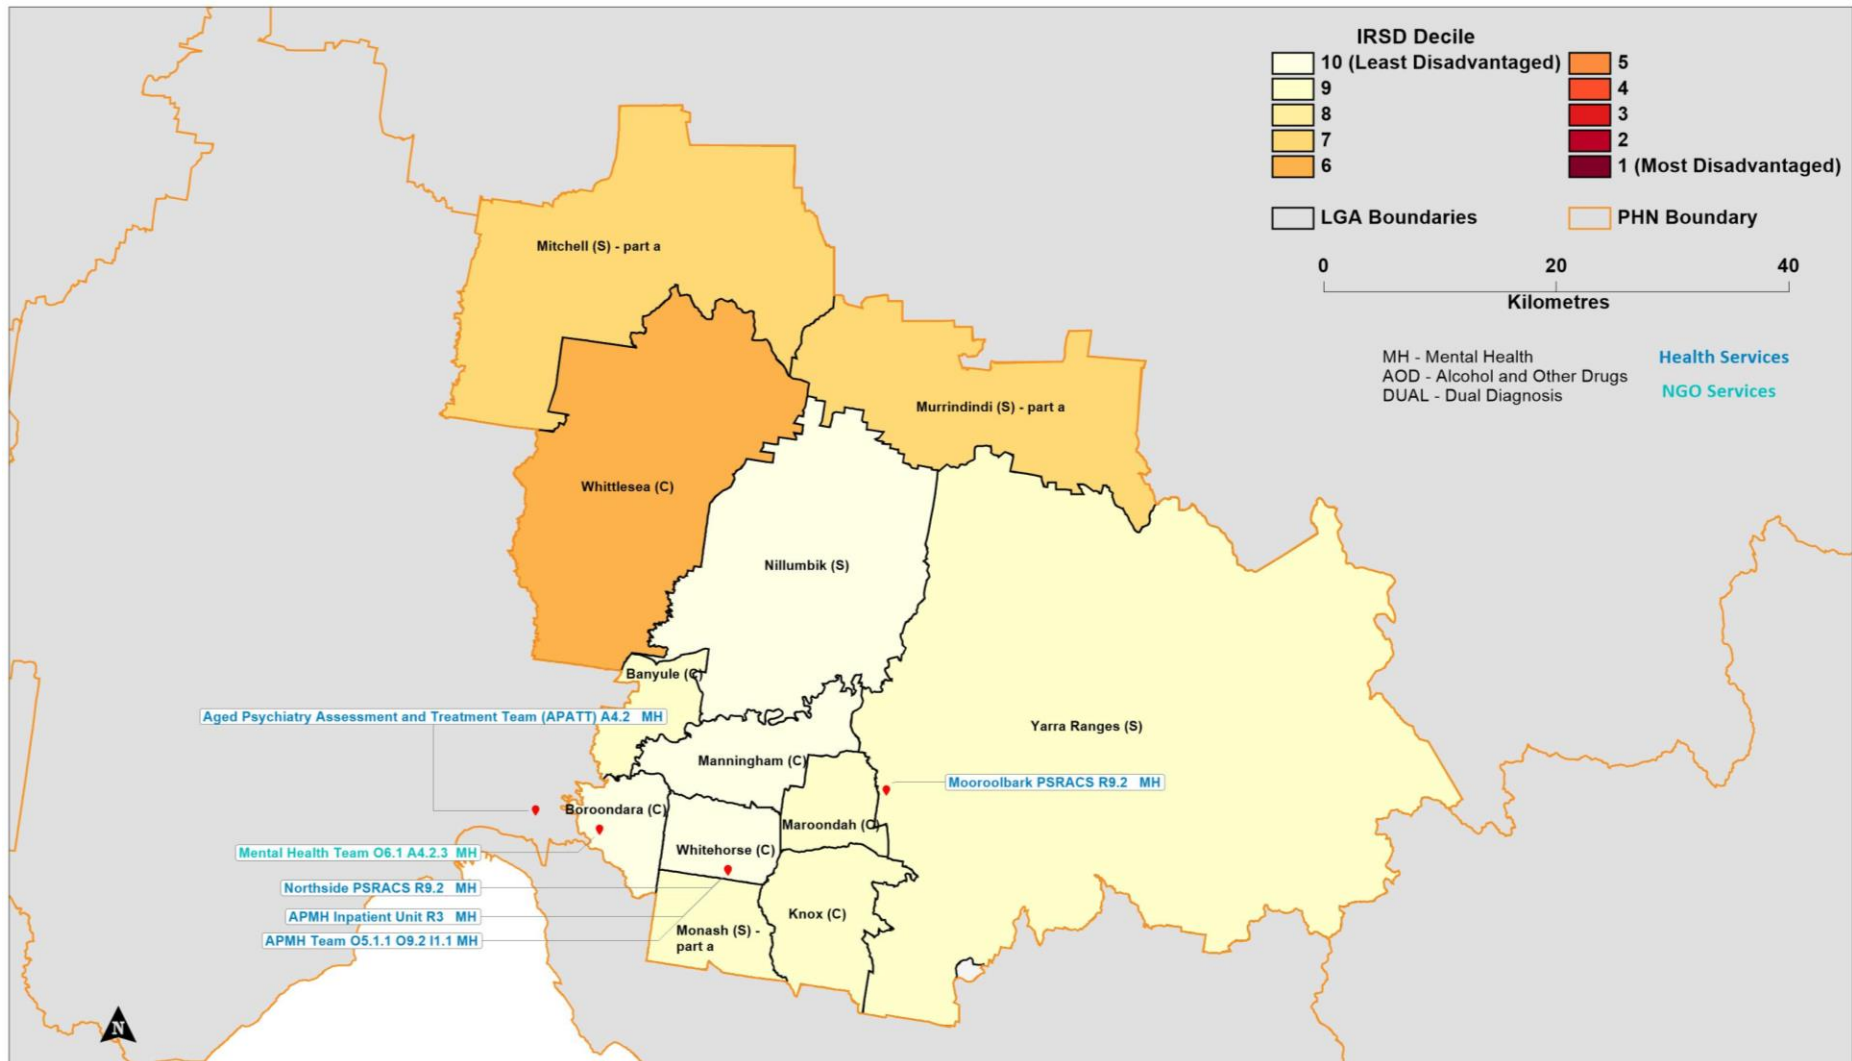 IRSD Decile
10 (Least Disadvantaged)
9
8
7
6
5
4
3
2
1 (Most Disadvantaged)
LGA Boundaries
PHN Boundary
0 20 40
Kilometres
MH - Mental Health
AOD - Alcohol and Other Drugs
DUAL - Dual Diagnosis
Health Services
NGO Services
Mitchell (S) - part a
Murrindindi (S) - part a
Whittlesea (C)
Nillumbik (S)
Banyule (C)
Aged Psychiatry Assessment and Treatment Team (APATT) A4.2 MH
Yarra Ranges (S)
Manningham (C)
Mooroolbark PSRACS R9.2 MH
Boroondara (C)
Maroondah (C)
Whitehorse (C)
Mental Health Team O6.1 A4.2.3 MH
Northside PSRACS R9.2 MH
APMH Inpatient Unit R3 MH
Knox (C)
Monash (S) -
part a
APMH Team O5.1.1 O9.2 I1.1 MH
N